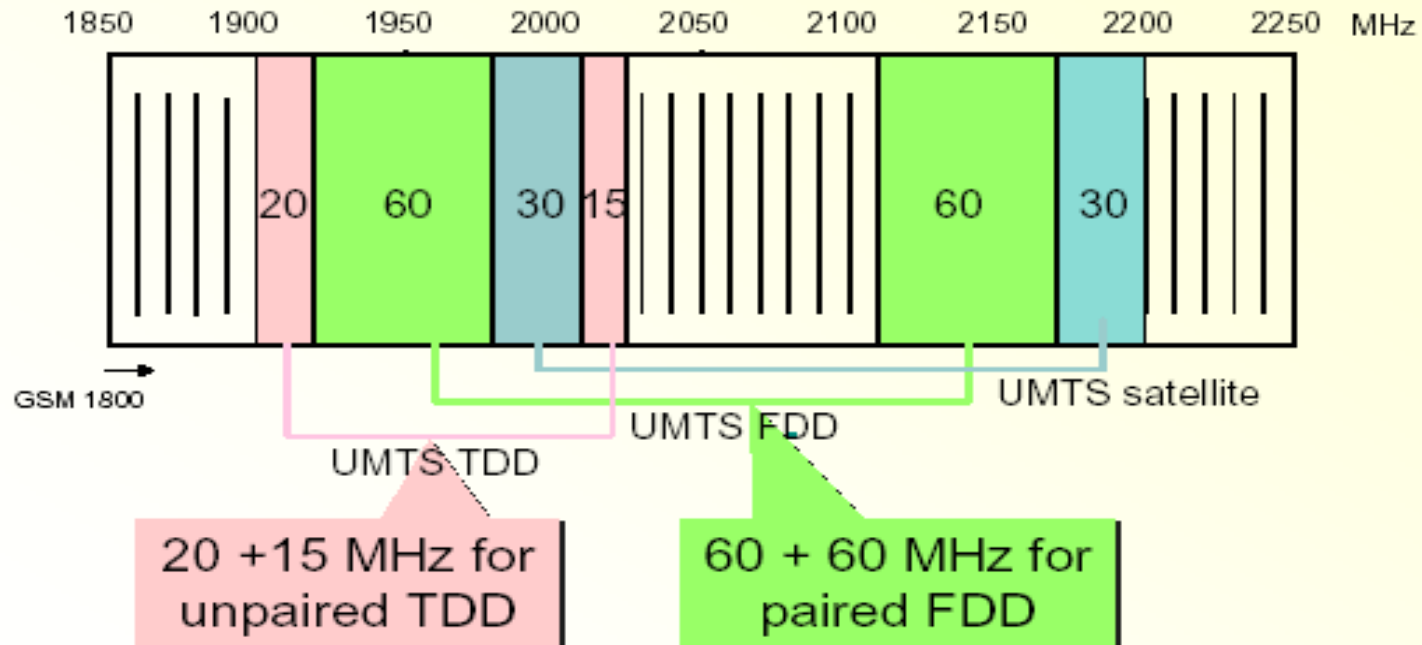 1850 1900 1950 2000 2050 2100 2150 2200 2250 MHz
20 60 30 15 60 30
GSM 1800
UMTS satellite
UMTS FDD
UMTS TDD
20 +15 MHz for
unpaired TDD
60 + 60 MHz for
paired FDD